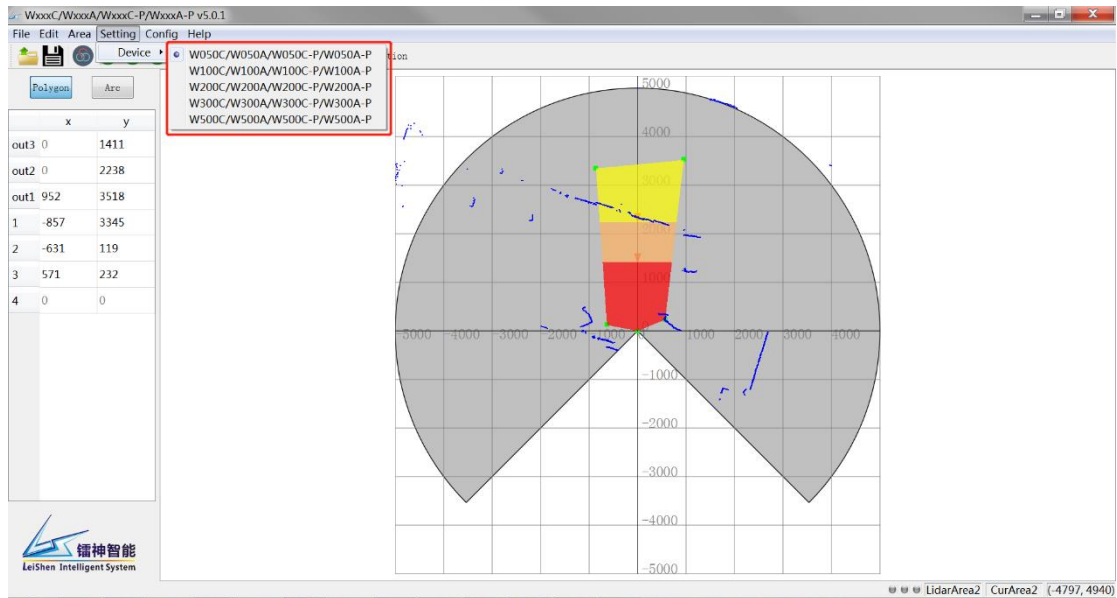 WxxxC/WxxxA/WxxxC-P/WxxxA-P v5.0.1
File Edit Area Setting Config Help
Device
W050C/W050A/W050C-P/W050A-P
W100C/W100A/W100C-P/W100A-P
W200C/W200A/W200C-P/W200A-P
W300C/W300A/W300C-P/W300A-P
W500C/W500A/W500C-P/W500A-P
Polygon Arc
x y
out3 0 1411
out2 0 2238
out1 952 3518
1 -857 3345
2 -631 119
3 571 232
4 0 0
5000
4000
3000
2000
1000
-5000 -4000 -3000 -2000 -1000 0 1000 2000 3000 4000
-1000
-2000
-3000
-4000
-5000
镭神智能
LeiShen Intelligent System
LidarArea2 CurArea2 (-4797, 4940)